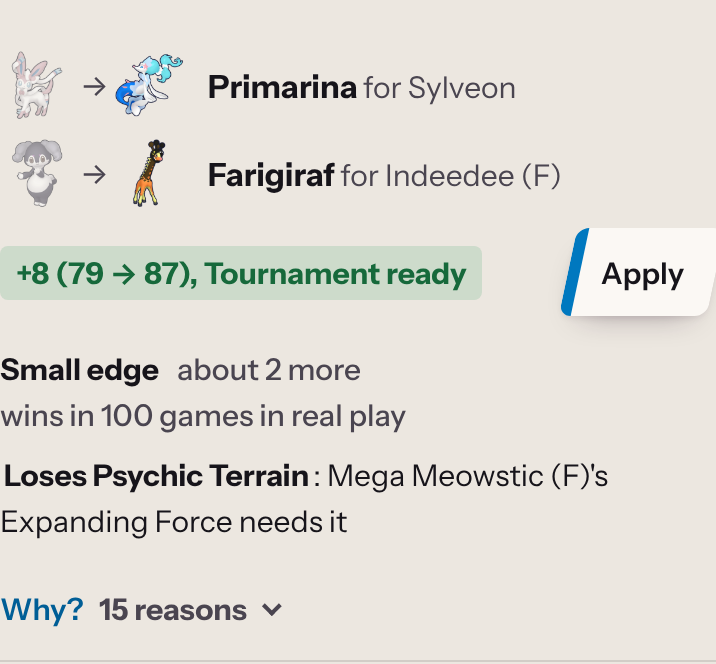 → Primarina for Sylveon
→ Farigiraf for Indeedee (F)
+8 (79 → 87), Tournament ready
Apply
Small edge about 2 more
wins in 100 games in real play
Loses Psychic Terrain : Mega Meowstic (F)'s
Expanding Force needs it
Why? 15 reasons